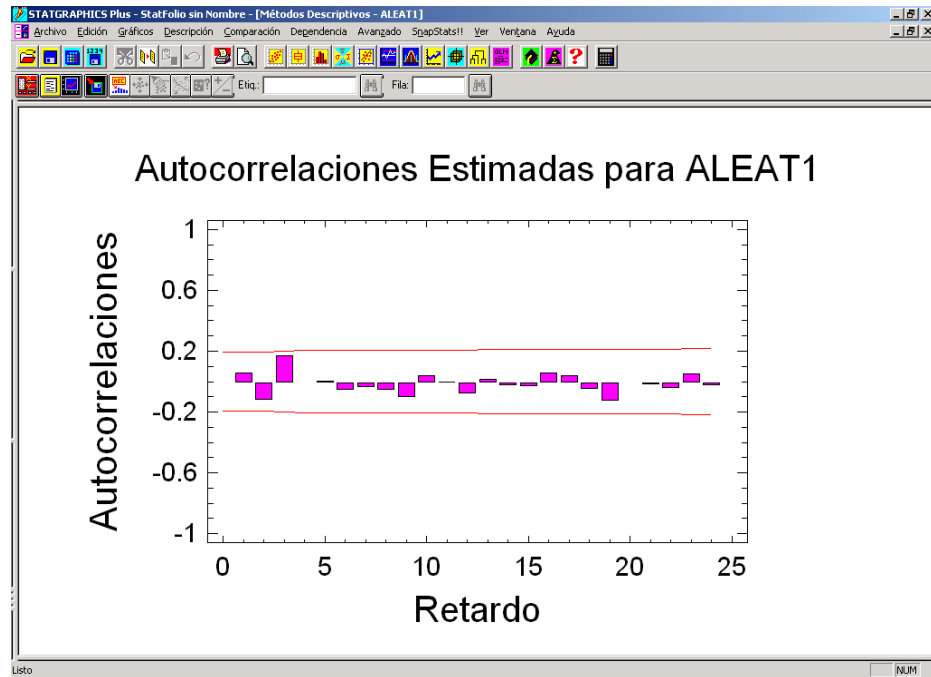 STATGRAPHICS Plus - StatFolio sin Nombre - [Métodos Descriptivos - ALEAT1]
Archivo Edición Gráficos Descripción Comparación Dependencia Avanzado SnapStats!! Ver Ventana Ayuda
Etiq.: Fila:
Autocorrelaciones Estimadas para ALEAT1
Autocorrelaciones
1
0.6
0.2
-0.2
-0.6
-1
0 5 10 15 20 25
Retardo
Listo NUM